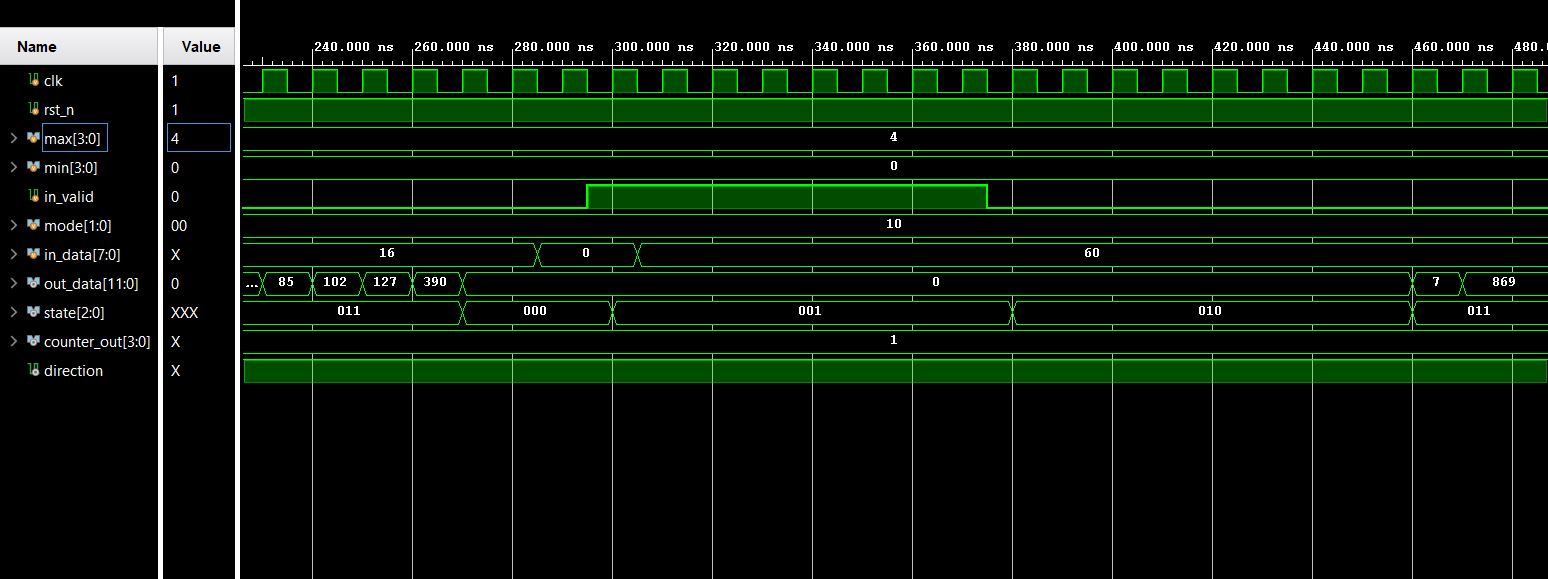 Name Value 240.000 ns 260.000 ns 280.000 ns 300.000 ns 320.000 ns 340.000 ns 360.000 ns 380.000 ns 400.000 ns 420.000 ns 440.000 ns 460.000 ns 480.
clk 1
rst_n 1
max[3:0] 4 4
min[3:0] 0 0
in_valid 0
mode[1:0] 00 10
in_data[7:0] X 16 0 60
out_data[11:0] 0 ... 85 102 127 390 0 7 869
state[2:0] XXX 011 000 001 010 011
counter_out[3:0] X 1
direction X